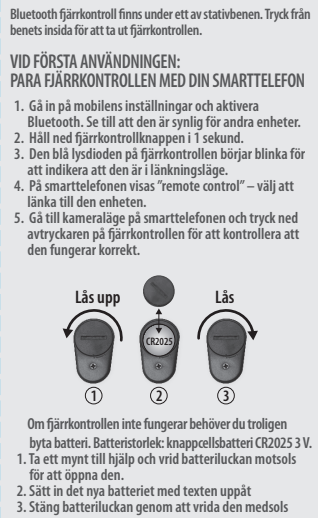 Bluetooth fjärrkontroll finns under ett av stativbenen. Tryck från
benets insida för att ta ut fjärrkontrollen.
VID FÖRSTA ANVÄNDNINGEN:
PARA FJÄRRKONTROLLEN MED DIN SMARTTELEFON
1. Gå in på mobilens inställningar och aktivera
Bluetooth. Se till att den är synlig för andra enheter.
2. Håll ned fjärrkontrollknappen i 1 sekund.
3. Den blå lysdioden på fjärrkontrollen börjar blinka för
att indikera att den är i länkningsläge.
4. På smarttelefonen visas ”remote control” – välj att
länka till den enheten.
5. Gå till kameraläge på smarttelefonen och tryck ned
avtryckaren på fjärrkontrollen för att kontrollera att
den fungerar korrekt.
Lås upp Lås
CR2025
1 2 3
Om fjärrkontrollen inte fungerar behöver du troligen
byta batteri. Batteristorlek: knappcellsbatteri CR2025 3 V.
1. Ta ett mynt till hjälp och vrid batteriluckan motsols
för att öppna den.
2. Sätt in det nya batteriet med texten uppåt
3. Stäng batteriluckan genom att vrida den medsols